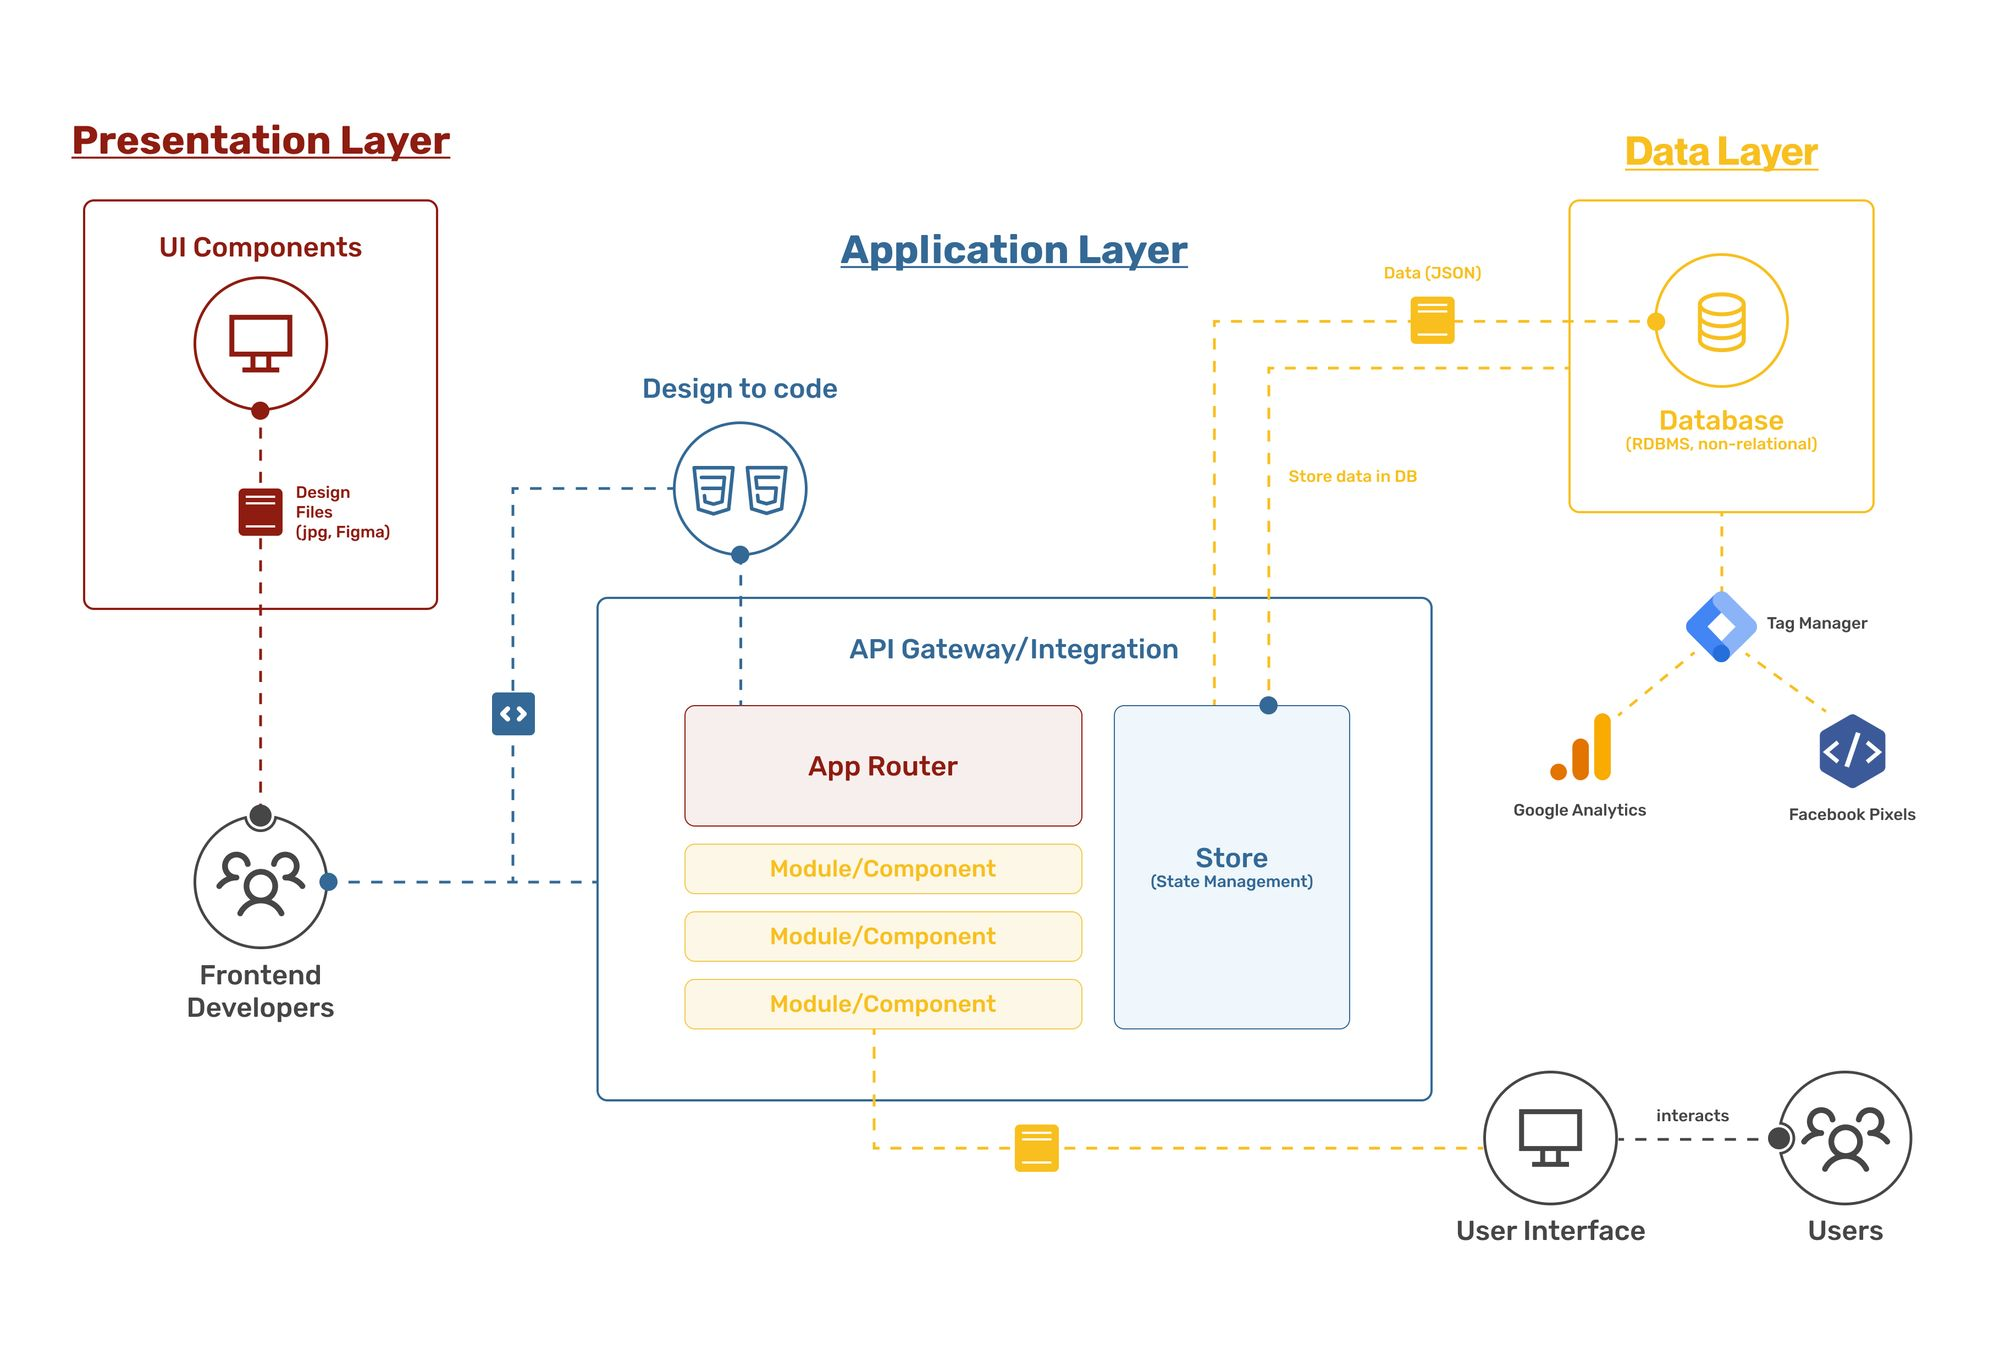 Presentation Layer
UI Components
Design
Files
(jpg, Figma)
Frontend
Developers
Application Layer
Design to code
API Gateway/Integration
App Router
Module/Component
Module/Component
Module/Component
Store
(State Management)
Data Layer
Data (JSON)
Store data in DB
Database
(RDBMS, non-relational)
Tag Manager
Google Analytics
Facebook Pixels
interacts
User Interface
Users